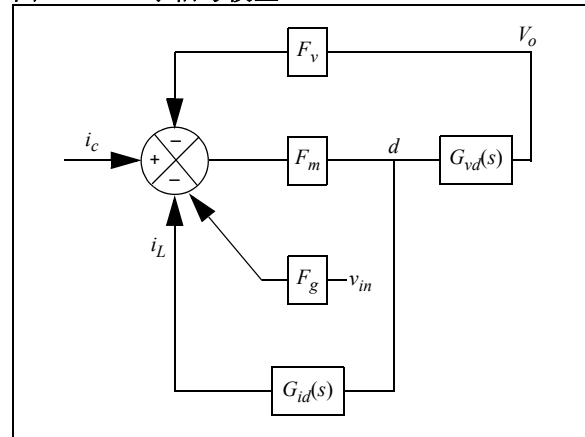 F_v
V_o
i_c
+
−
−
F_m
d
G_vd(s)
i_L
F_g
v_in
G_id(s)